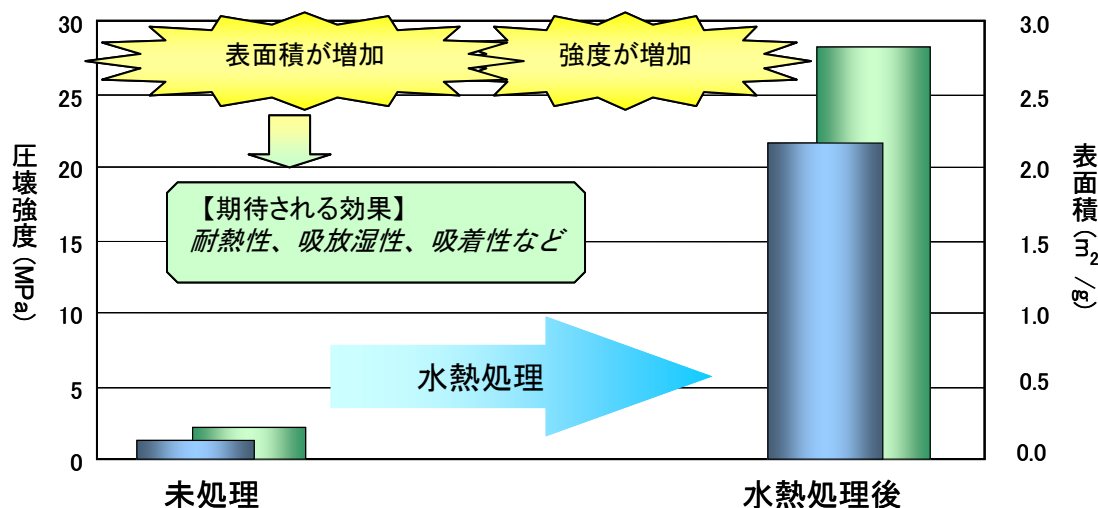 表面積が増加
強度が増加
【期待される効果】
耐熱性、吸放湿性、吸着性など
水熱処理
圧壊強度(MPa)
30
25
20
15
10
5
0
表面積(m2 /g)
3.0
2.5
2.0
1.5
1.0
0.5
0.0
未処理
水熱処理後